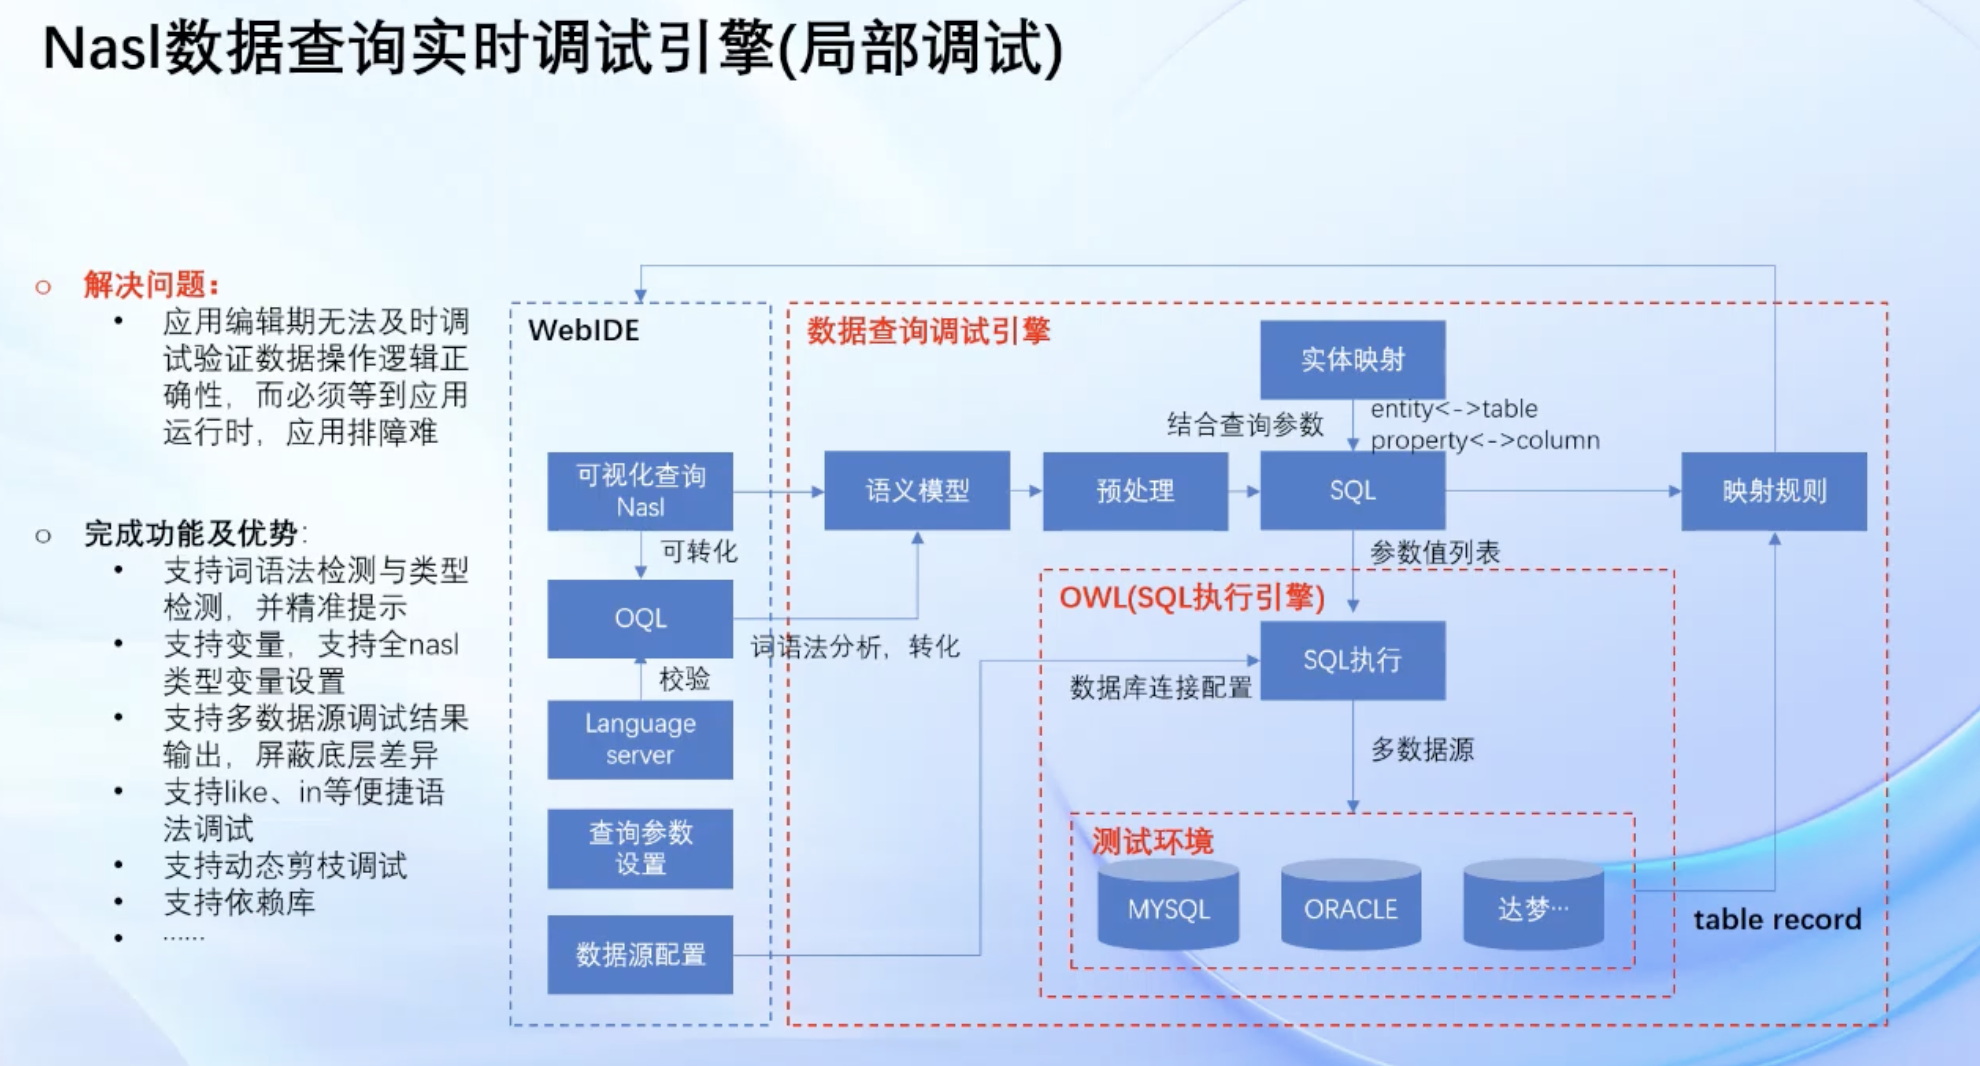 Nasl数据查询实时调试引擎(局部调试)
解决问题：
应用编辑期无法及时调
试验证数据操作逻辑正
确性，而必须等到应用
运行时，应用排障难
完成功能及优势:
支持词语法检测与类型
检测，并精准提示
支持变量，支持全nasl
类型变量设置
支持多数据源调试结果
输出，屏蔽底层差异
支持like、in等便捷语
法调试
支持动态剪枝调试
支持依赖库
......
WebIDE
可视化查询
Nasl
可转化
OQL
校验
Language
server
查询参数
设置
数据源配置
数据查询调试引擎
实体映射
结合查询参数
entity<->table
property<->column
语义模型
预处理
SQL
映射规则
词语法分析，转化
参数值列表
OWL(SQL执行引擎)
SQL执行
数据库连接配置
多数据源
测试环境
MYSQL
ORACLE
达梦...
table record